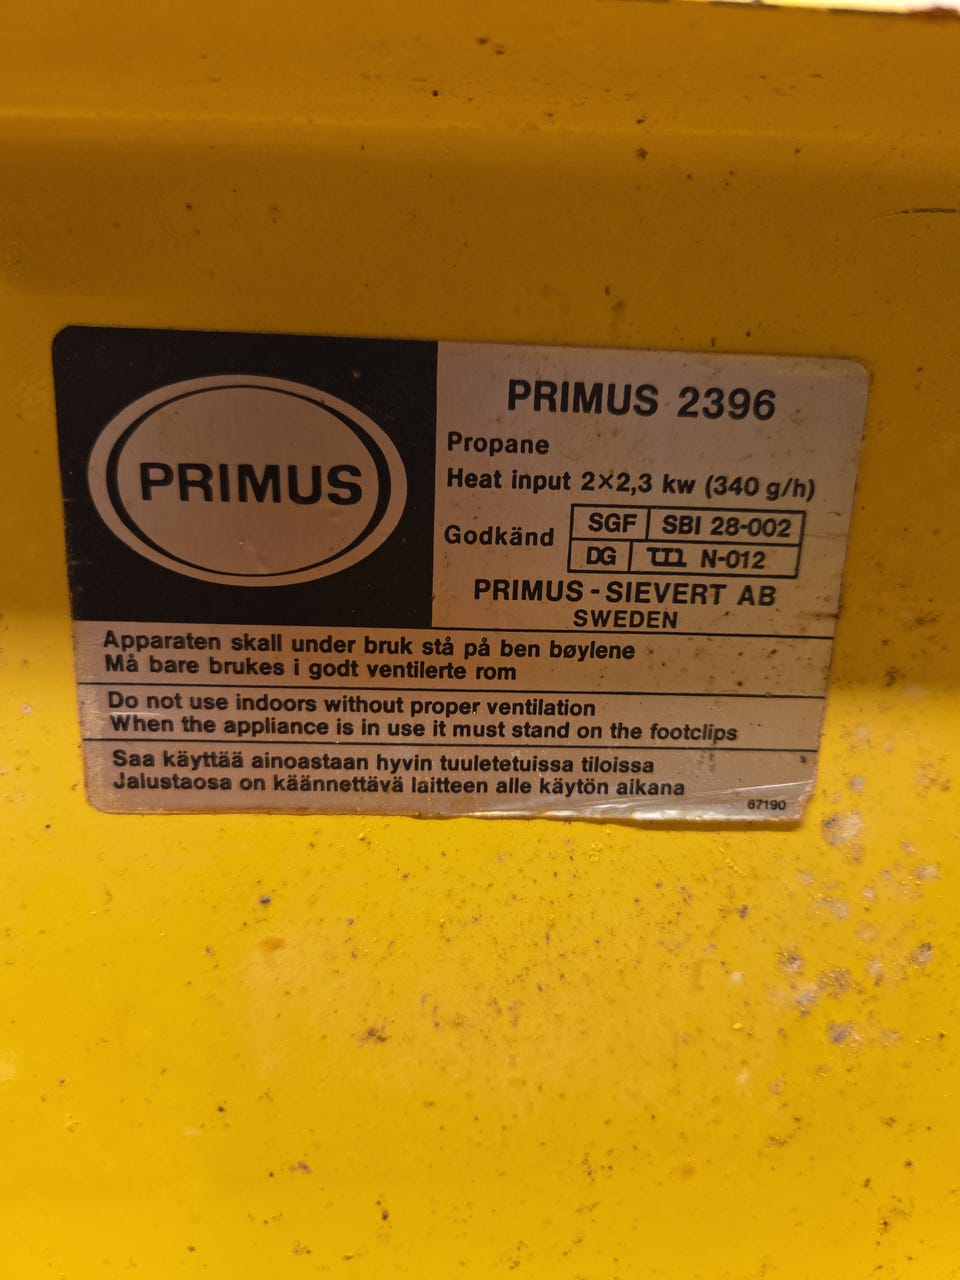 PRIMUS
PRIMUS 2396
Propane
Heat input 2×2,3 kw (340 g/h)
Godkänd
SGF SBI 28-002
DG N-012
PRIMUS - SIEVERT AB
SWEDEN
Apparaten skall under bruk stå på ben bøylene
Må bare brukes i godt ventilerte rom
Do not use indoors without proper ventilation
When the appliance is in use it must stand on the footclips
Saa käyttää ainoastaan hyvin tuuletetuissa tiloissa
Jalustaosa on käännettävä laitteen alle käytön aikana
67190